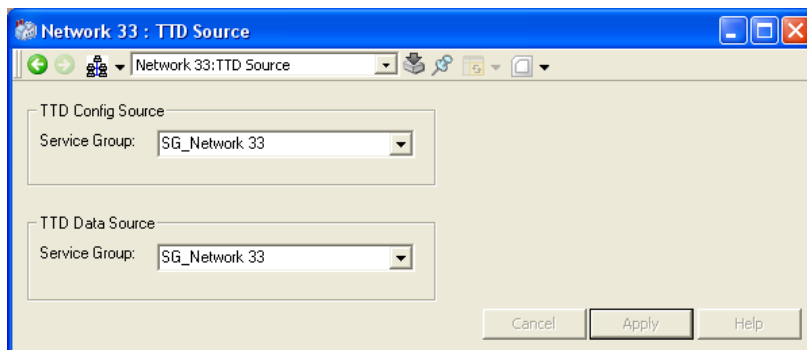 Network 33 : TTD Source
Network 33:TTD Source
TTD Config Source
Service Group: SG_Network 33
TTD Data Source
Service Group: SG_Network 33
Cancel Apply Help